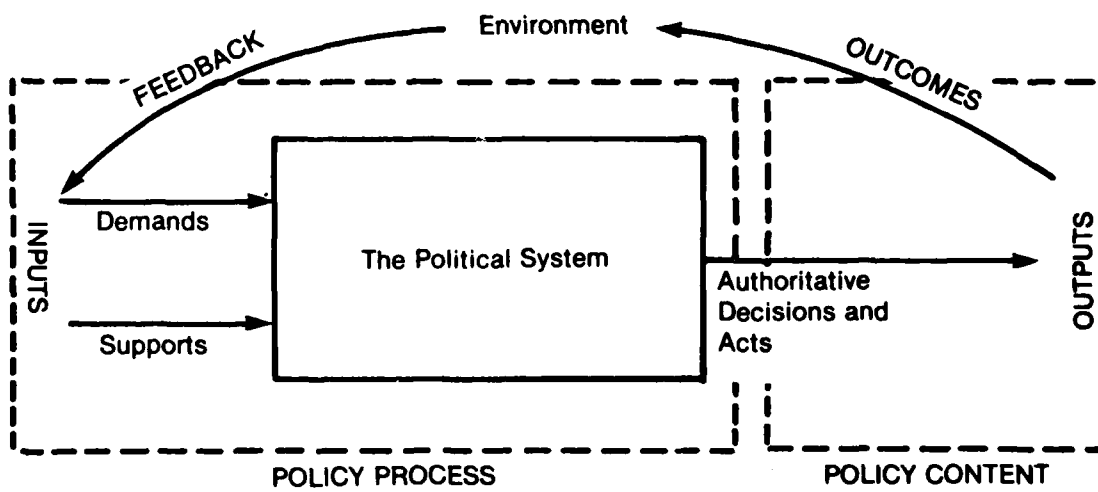 Environment
FEEDBACK
OUTCOMES
INPUTS
Demands
Supports
The Political System
Authoritative
Decisions and
Acts
OUTPUTS
POLICY PROCESS
POLICY CONTENT